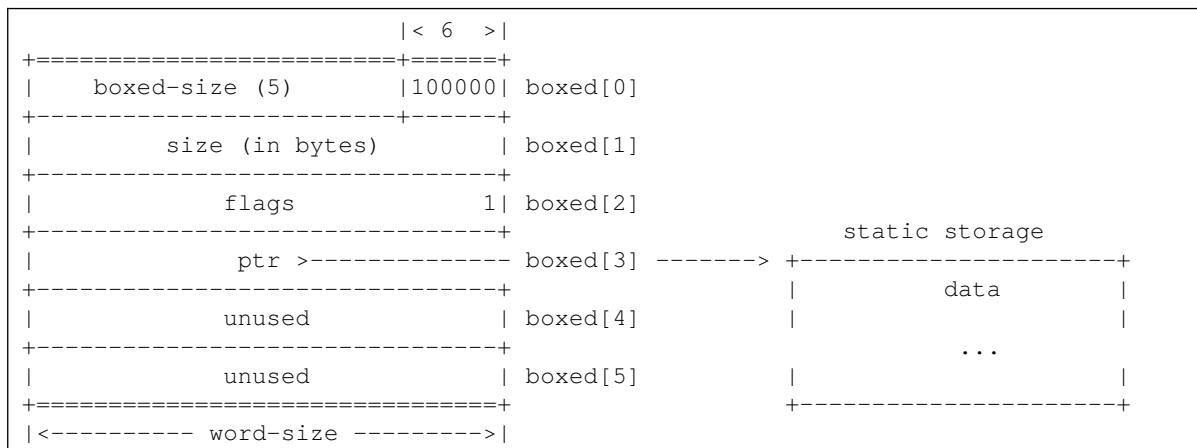 |< 6 >|
+=========================+======+
| boxed-size (5) |100000| boxed[0]
+-------------------------+------+
| size (in bytes) | boxed[1]
+--------------------------------+
| flags 1| boxed[2]
+--------------------------------+ static storage
| ptr >-------------- boxed[3] -------> +----------------------+
+--------------------------------+ | data |
| unused | boxed[4] | |
+--------------------------------+ ...
| unused | boxed[5] | |
+================================+ +----------------------+
|<---------- word-size --------->|